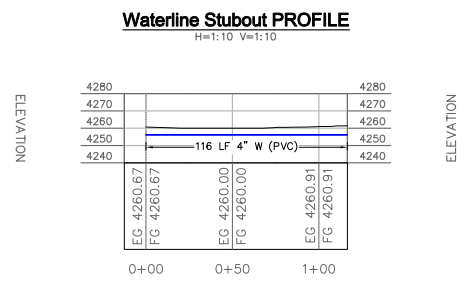 Waterline Stubout PROFILE
H=1:10 V=1:10
ELEVATION
4280
4270
4260
4250
4240
116 LF 4" W (PVC)
4280
4270
4260
4250
4240
ELEVATION
EG 4260.67
FG 4260.67
EG 4260.00
FG 4260.00
EG 4260.91
FG 4260.91
0+00
0+50
1+00